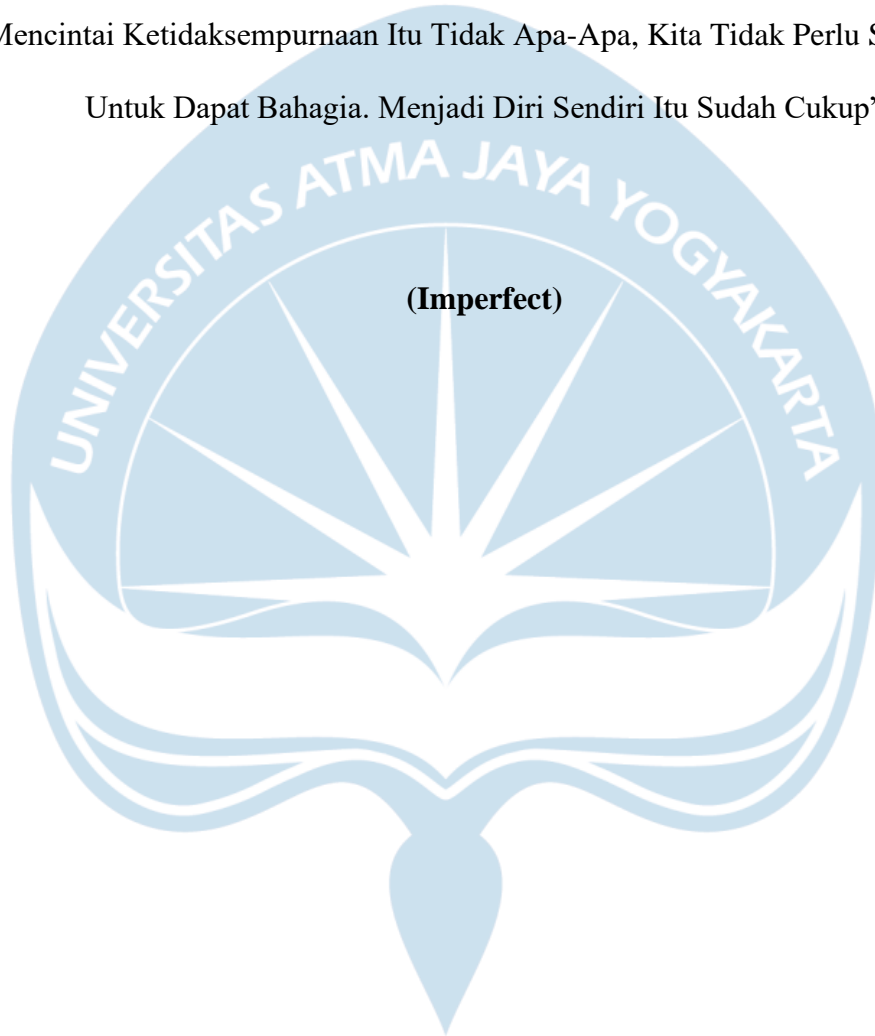 Mencintai Ketidaksempurnaan Itu Tidak Apa-Apa, Kita Tidak Perlu
Untuk Dapat Bahagia. Menjadi Diri Sendiri Itu Sudah Cukup”
UNIVERSITAS ATMA JAYA YOGYAKARTA
(Imperfect)